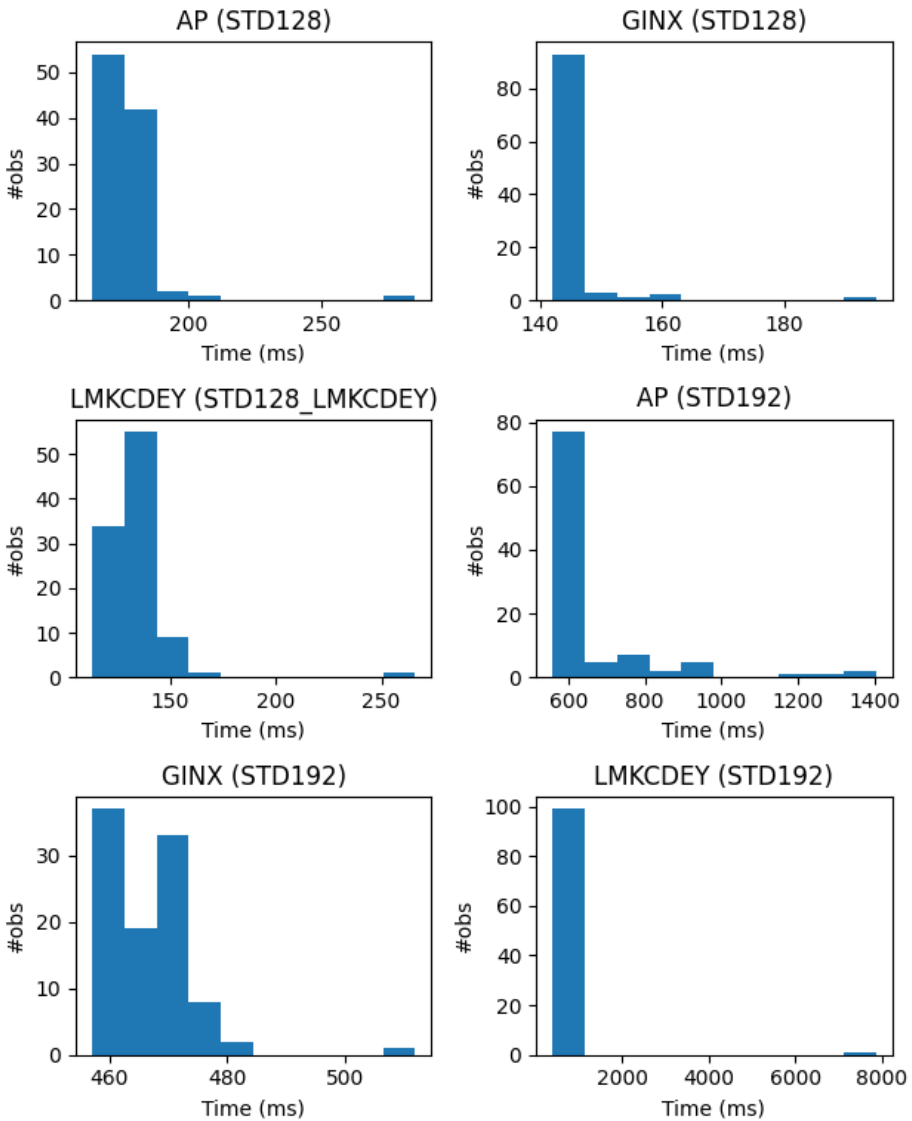 AP (STD128)
#obs
50
40
30
20
10
0
200 250
Time (ms)
GINX (STD128)
#obs
80
60
40
20
0
140 160 180
Time (ms)
LMKCDEY (STD128_LMKCDEY)
#obs
50
40
30
20
10
0
150 200 250
Time (ms)
AP (STD192)
#obs
80
60
40
20
0
600 800 1000 1200 1400
Time (ms)
GINX (STD192)
#obs
30
20
10
0
460 480 500
Time (ms)
LMKCDEY (STD192)
#obs
100
80
60
40
20
0
2000 4000 6000 8000
Time (ms)